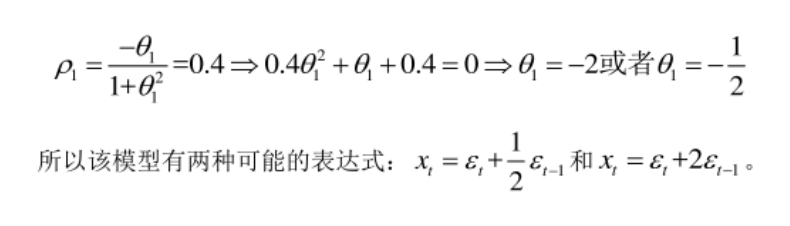 ρ₁ = −θ₁/(1+θ₁²) =0.4 ⇒ 0.4θ₁² + θ₁ + 0.4 = 0 ⇒ θ₁ = −2或者θ₁ = −1/2
所以该模型有两种可能的表达式：xₜ = εₜ + 1/2 εₜ₋₁ 和 xₜ = εₜ+2εₜ₋₁ 。